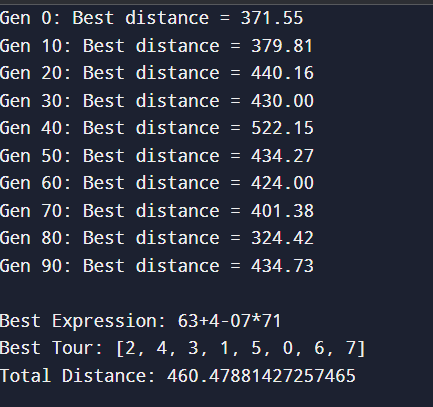 Gen 0: Best distance = 371.55
Gen 10: Best distance = 379.81
Gen 20: Best distance = 440.16
Gen 30: Best distance = 430.00
Gen 40: Best distance = 522.15
Gen 50: Best distance = 434.27
Gen 60: Best distance = 424.00
Gen 70: Best distance = 401.38
Gen 80: Best distance = 324.42
Gen 90: Best distance = 434.73
Best Expression: 63+4-07*71
Best Tour: [2, 4, 3, 1, 5, 0, 6, 7]
Total Distance: 460.47881427257465